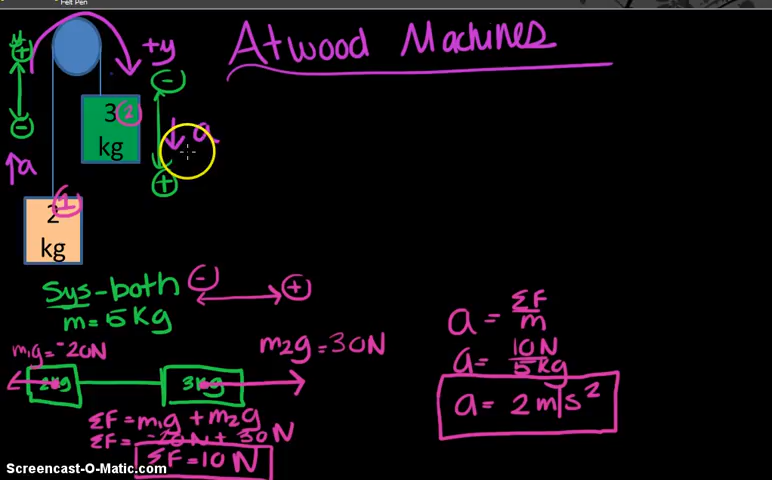 Felt Pen
Atwood Machines
+y
+y
⊕
⊖
⊖
⊕
3 ②
kg
a
a
①
2
kg
Sys-both ⊖ ⊕
m=5Kg
m₁g=-20N
m₂g=30N
2kg
3kg
ΣF=m₁g+m₂g
ΣF=-20N+30N
ΣF=10N
a=ΣF/m
a=10N/5kg
a=2m/s²
Screencast-O-Matic.com